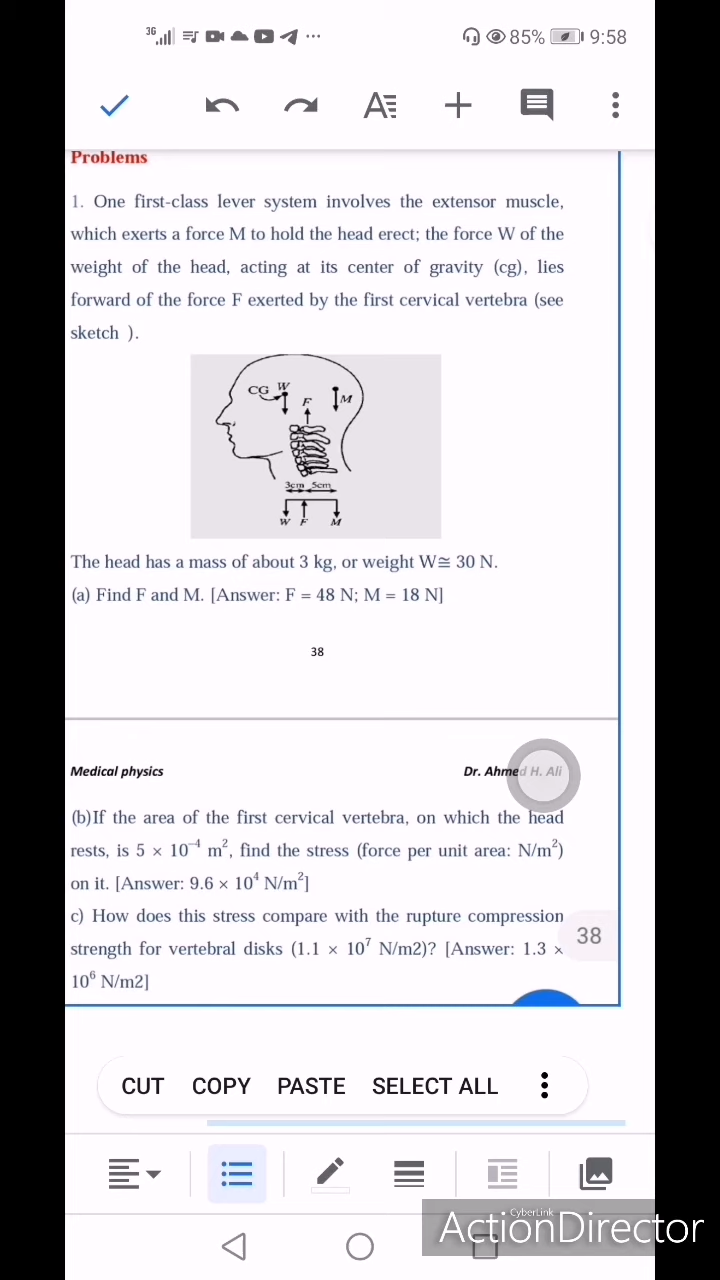 3G
85% 9:58
Problems
1. One first-class lever system involves the extensor muscle,
which exerts a force M to hold the head erect; the force W of the
weight of the head, acting at its center of gravity (cg), lies
forward of the force F exerted by the first cervical vertebra (see
sketch ).
CG W
F
M
3cm 5cm
W F M
The head has a mass of about 3 kg, or weight W≅ 30 N.
(a) Find F and M. [Answer: F = 48 N; M = 18 N]
38
Medical physics Dr. Ahmed H. Ali
(b)If the area of the first cervical vertebra, on which the head
rests, is 5 × 10⁻⁴ m², find the stress (force per unit area: N/m²)
on it. [Answer: 9.6 × 10⁴ N/m²]
c) How does this stress compare with the rupture compression
strength for vertebral disks (1.1 × 10⁷ N/m2)? [Answer: 1.3 ×
10⁶ N/m2]
38
CUT COPY PASTE SELECT ALL
CyberLink
ActionDirector